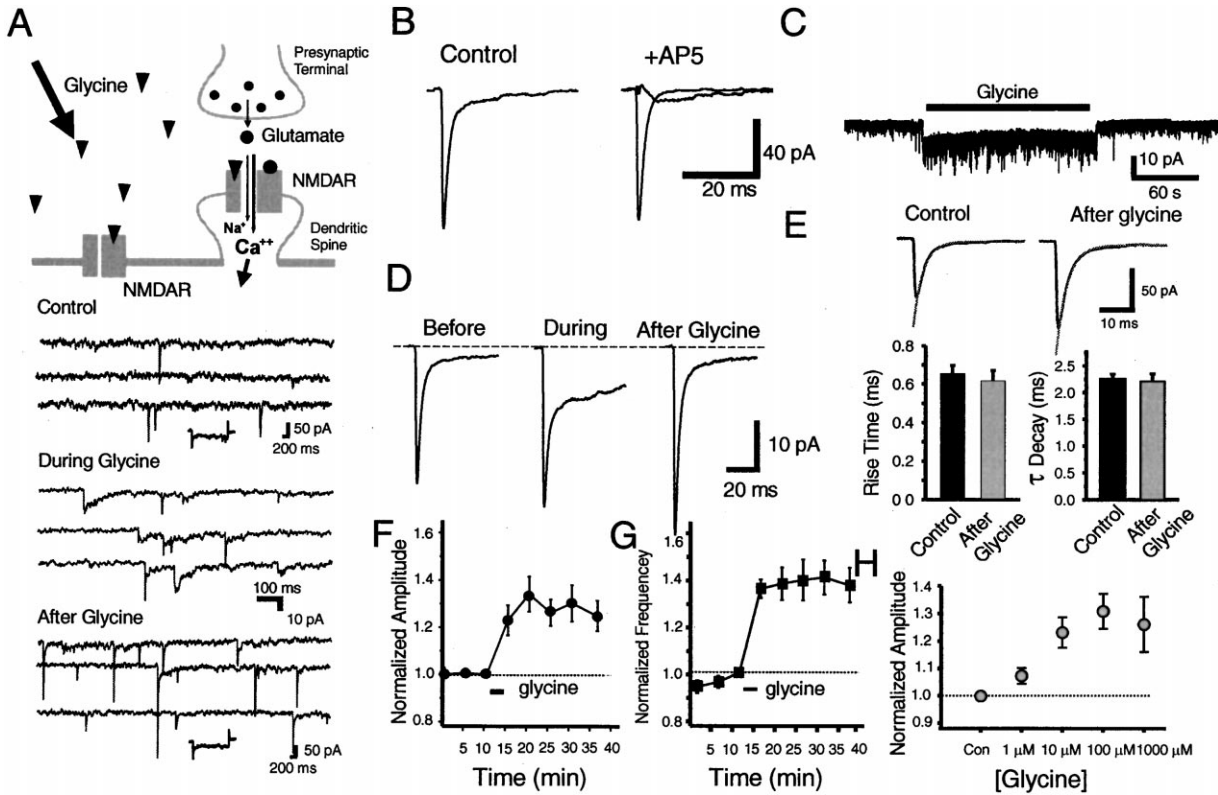 A
Glycine
Presynaptic
Terminal
Glutamate
NMDAR
Na+
Ca++
Dendritic
Spine
NMDAR
Control
50 pA
200 ms
During Glycine
100 ms
10 pA
After Glycine
50 pA
200 ms
B
Control
+AP5
40 pA
20 ms
C
Glycine
10 pA
60 s
D
Before
During
After Glycine
10 pA
20 ms
E
Control
After glycine
50 pA
10 ms
0.8
0.6
0.4
0.2
0.0
Rise Time (ms)
Control
After
Glycine
2.5
2.0
1.5
1.0
0.5
0.0
τ Decay (ms)
Control
After
Glycine
F
1.6
1.4
1.2
1.0
0.8
Normalized Amplitude
glycine
5 10 15 20 25 30 35 40
Time (min)
G
1.6
1.4
1.2
1.0
0.8
Normalized Frequencey
glycine
5 10 15 20 25 30 35 40
Time (min)
H
1.4
1.3
1.2
1.1
1.0
0.9
Normalized Amplitude
Con 1 µM 10 µM 100 µM 1000 µM
[Glycine]